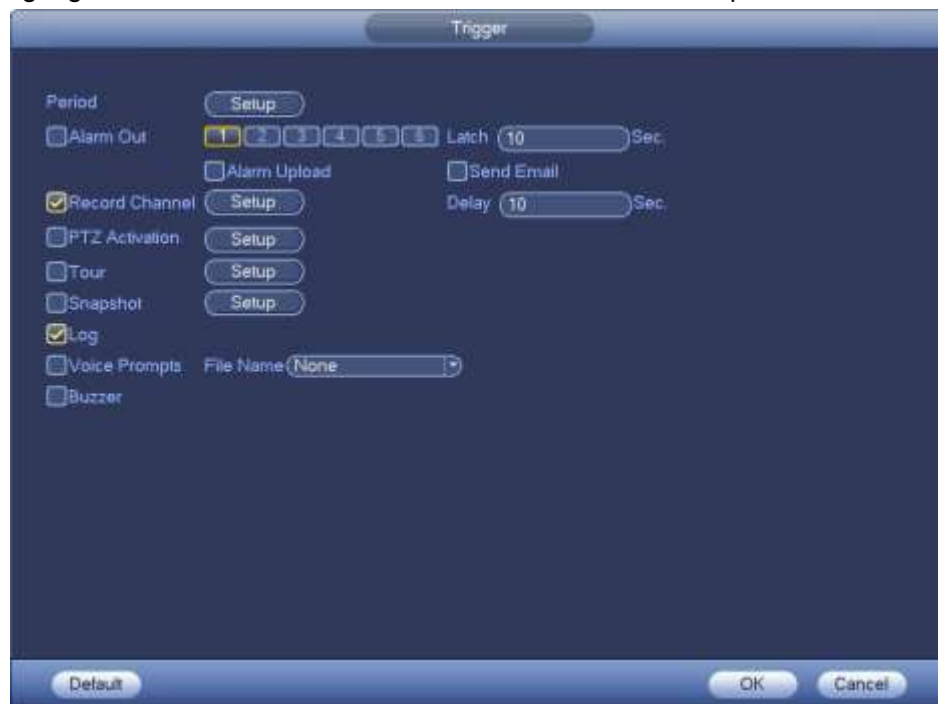 Trigger
Period Setup
Alarm Out 1 2 3 4 5 6 Latch 10 Sec.
Alarm Upload Send Email
Record Channel Setup Delay 10 Sec.
PTZ Activation Setup
Tour Setup
Snapshot Setup
Log
Voice Prompts File Name None
Buzzer
Default OK Cancel